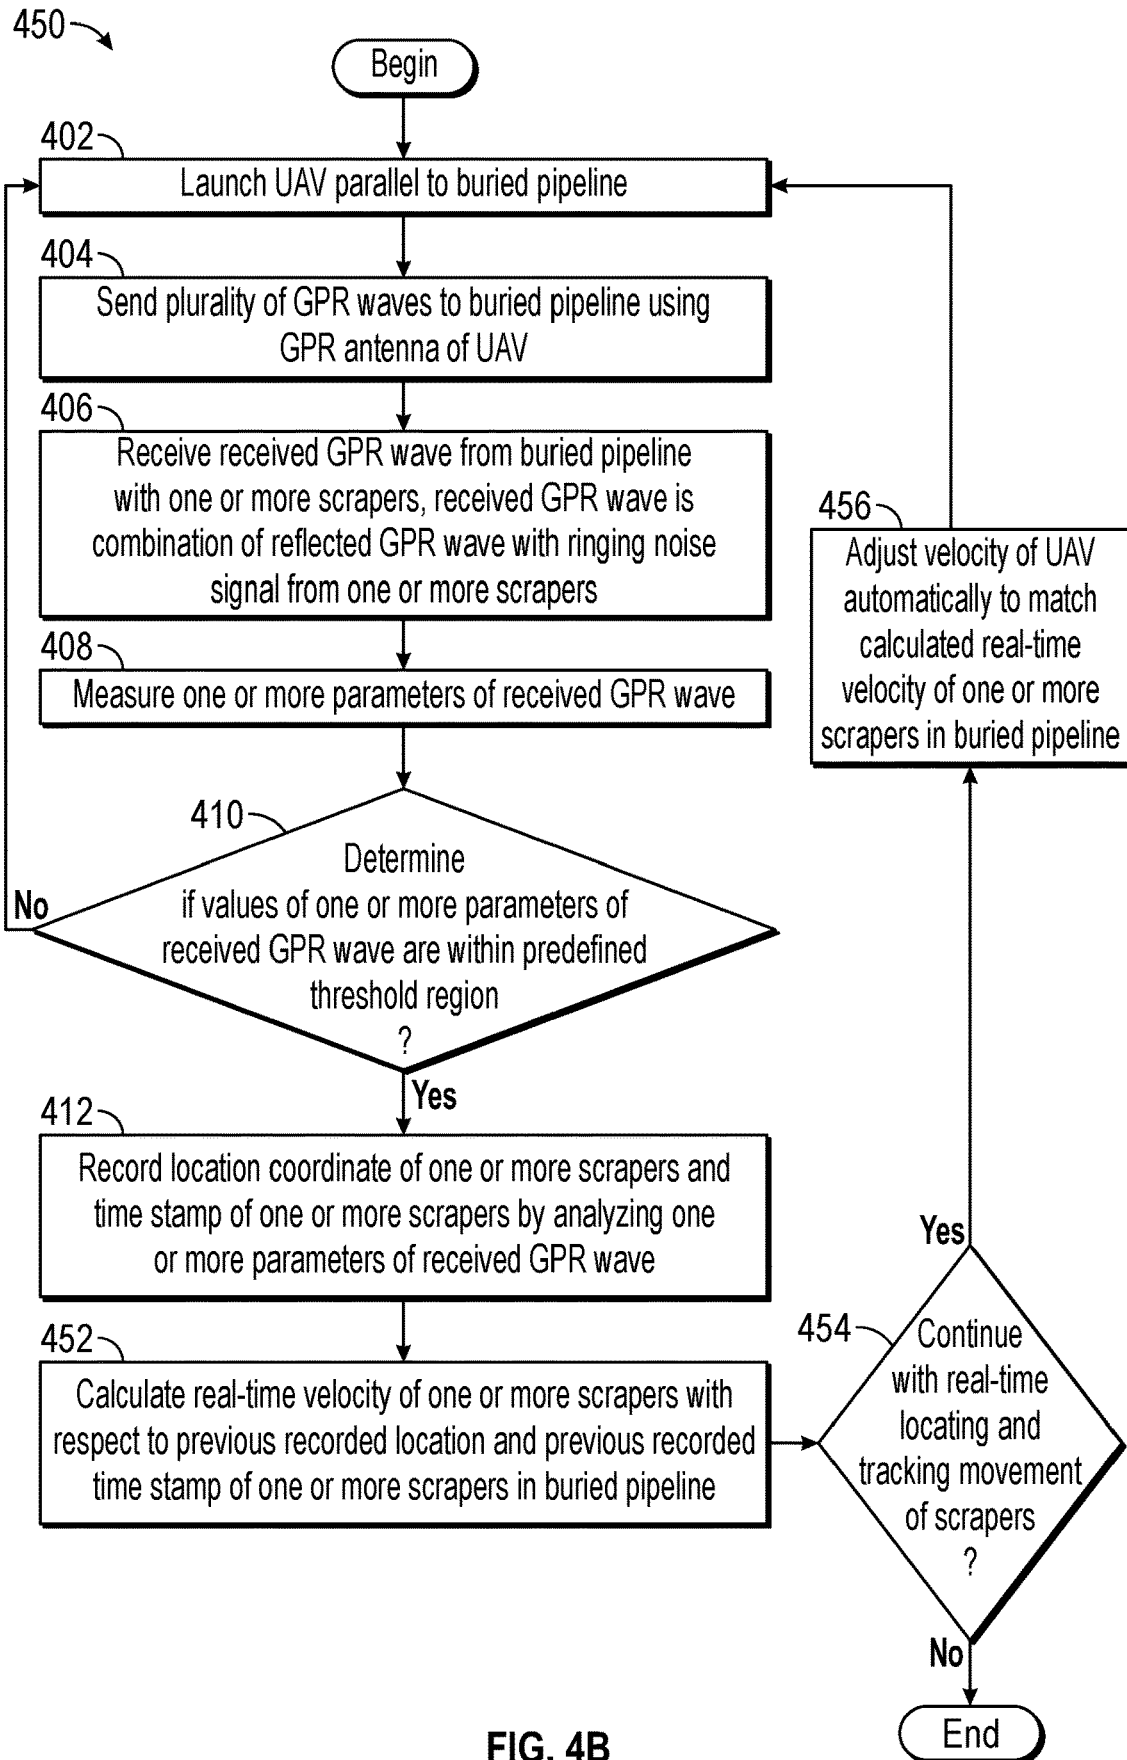 450
Begin
402
Launch UAV parallel to buried pipeline
404
Send plurality of GPR waves to buried pipeline using
GPR antenna of UAV
406
Receive received GPR wave from buried pipeline
with one or more scrapers, received GPR wave is
combination of reflected GPR wave with ringing noise
signal from one or more scrapers
408
Measure one or more parameters of received GPR wave
410
Determine
if values of one or more parameters of
received GPR wave are within predefined
threshold region
?
No
Yes
412
Record location coordinate of one or more scrapers and
time stamp of one or more scrapers by analyzing one
or more parameters of received GPR wave
452
Calculate real-time velocity of one or more scrapers with
respect to previous recorded location and previous recorded
time stamp of one or more scrapers in buried pipeline
454
Continue
with real-time
locating and
tracking movement
of scrapers
?
Yes
456
Adjust velocity of UAV
automatically to match
calculated real-time
velocity of one or more
scrapers in buried pipeline
No
End
FIG. 4B